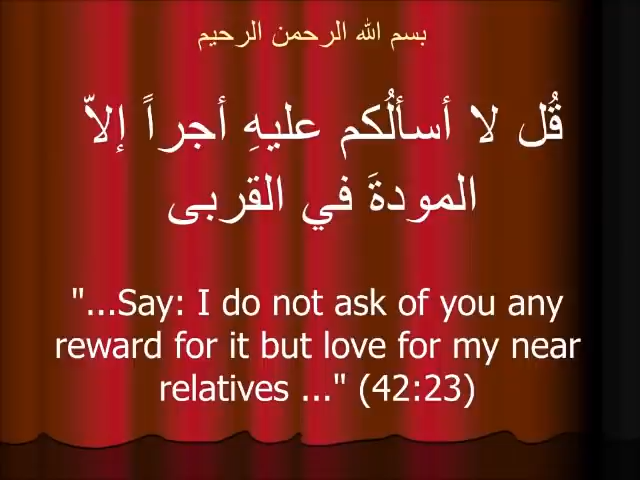 بسم الله الرحمن الرحيم
قُل لا أسألُكم عليهِ أجراً إلاّ
المودةَ في القربى
"...Say: I do not ask of you any
reward for it but love for my near
relatives ..." (42:23)